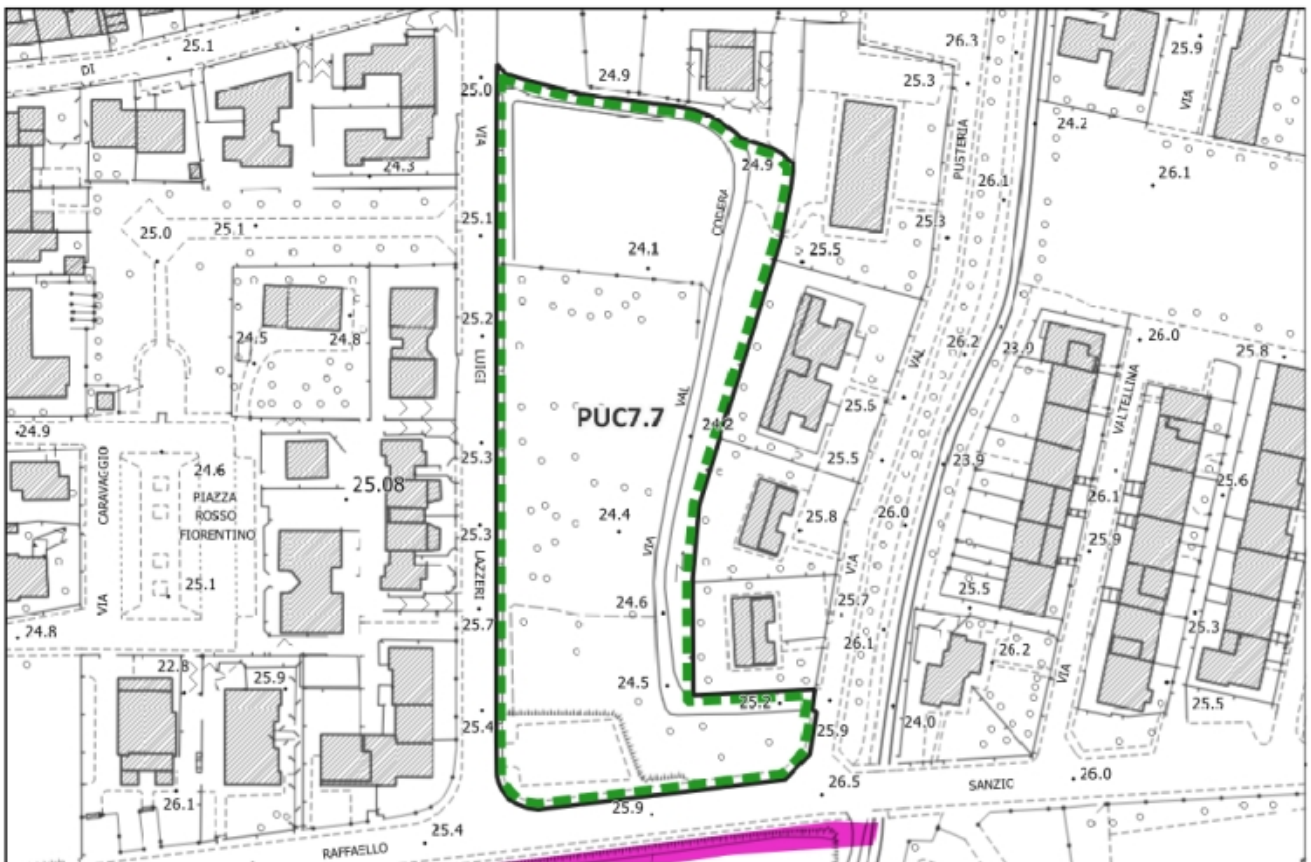 26.3
25.1
25.9
DI
24.9
25.3
25.0
VIA
VIA
24.2
PUSTERIA
24.3
24.9
26.1
26.1
CODERA
25.1
25.0
25.1
25.3
24.1
25.5
25.2
24.5
24.8
26.2
23.9
26.0
25.8
LUIGI
VAL
VALTELLINA
VAL
25.5
PUC7.7
24.2
24.9
25.3
25.5
23.9
24.6
CARAVAGGIO
25.08
PIAZZA
ROSSO
FIORENTINO
25.6
26.1
24.4
25.8
26.0
25.3
25.9
VIA
LAZZERI
VIA
25.1
25.5
VIA
24.6
25.7
24.8
25.7
26.1
25.3
26.2
22.8
25.9
VIA
24.5
25.2
25.5
25.4
25.9
24.0
26.5
26.0
SANZIC
26.1
25.9
25.4
RAFFAELLO